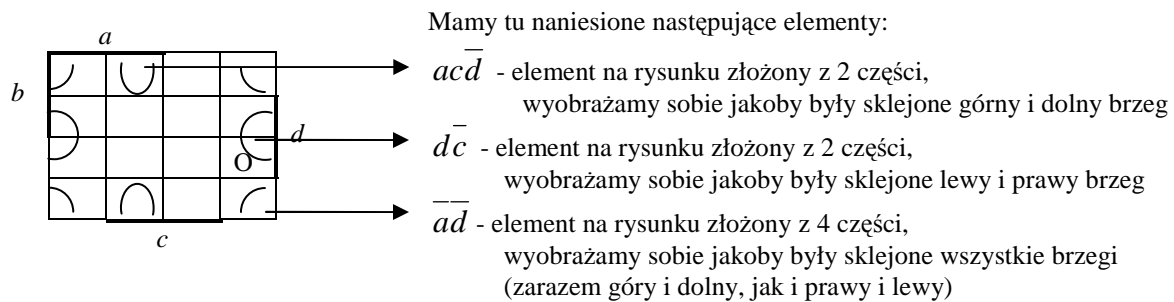 Mamy tu naniesione następujące elementy:
a
b
d
O
c
acd̅ - element na rysunku złożony z 2 części,
wyobrażamy sobie jakoby były sklejone górny i dolny brzeg
dc̅ - element na rysunku złożony z 2 części,
wyobrażamy sobie jakoby były sklejone lewy i prawy brzeg
a̅d̅ - element na rysunku złożony z 4 części,
wyobrażamy sobie jakoby były sklejone wszystkie brzegi
(zarazem góry i dolny, jak i prawy i lewy)